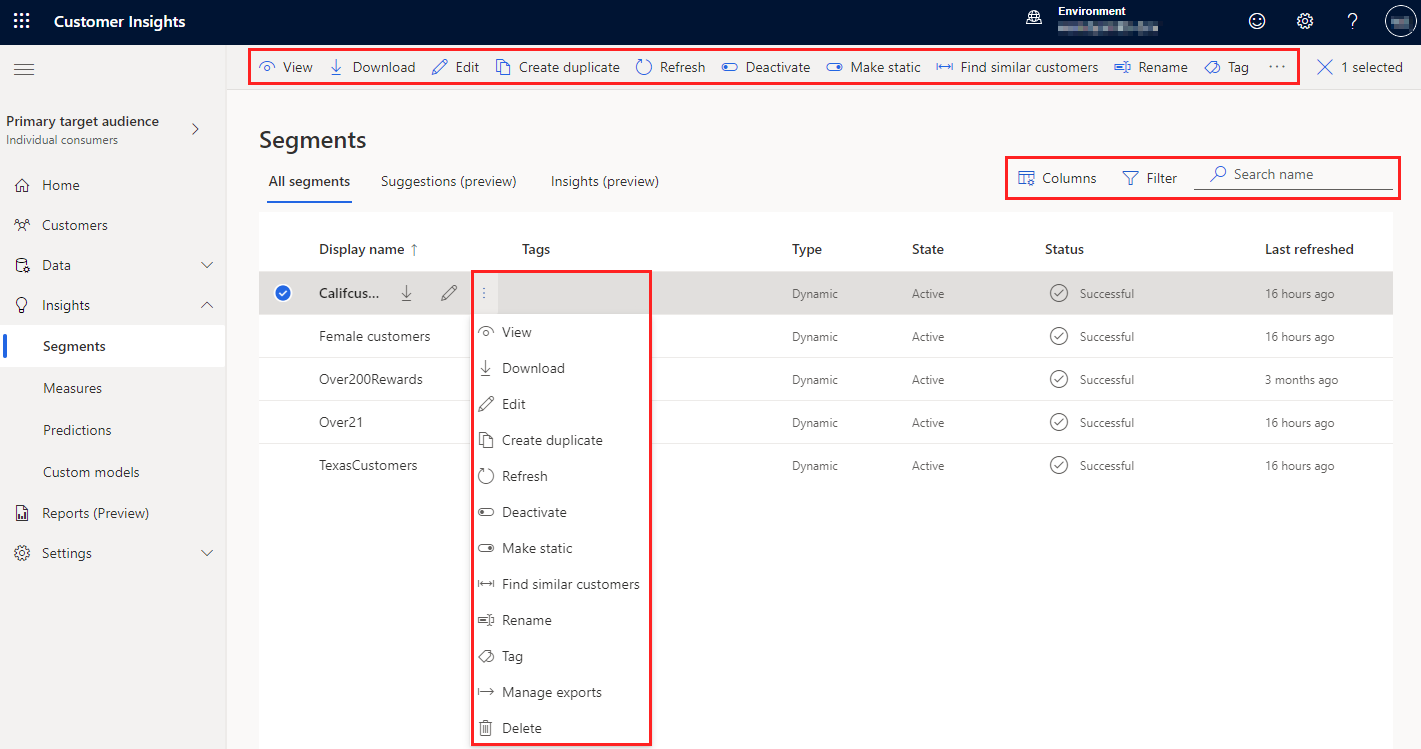 Customer Insights
Environment
View Download Edit Create duplicate Refresh Deactivate Make static Find similar customers Rename Tag ... 1 selected
Primary target audience
Individual consumers
Home
Customers
Data
Insights
Segments
Measures
Predictions
Custom models
Reports (Preview)
Settings
Segments
All segments Suggestions (preview) Insights (preview)
Columns Filter Search name
Display name ↑ Tags Type State Status Last refreshed
Califcus... Dynamic Active Successful 16 hours ago
Female customers Dynamic Active Successful 16 hours ago
Over200Rewards Dynamic Active Successful 3 months ago
Over21 Dynamic Active Successful 16 hours ago
TexasCustomers Dynamic Active Successful 16 hours ago
View
Download
Edit
Create duplicate
Refresh
Deactivate
Make static
Find similar customers
Rename
Tag
Manage exports
Delete